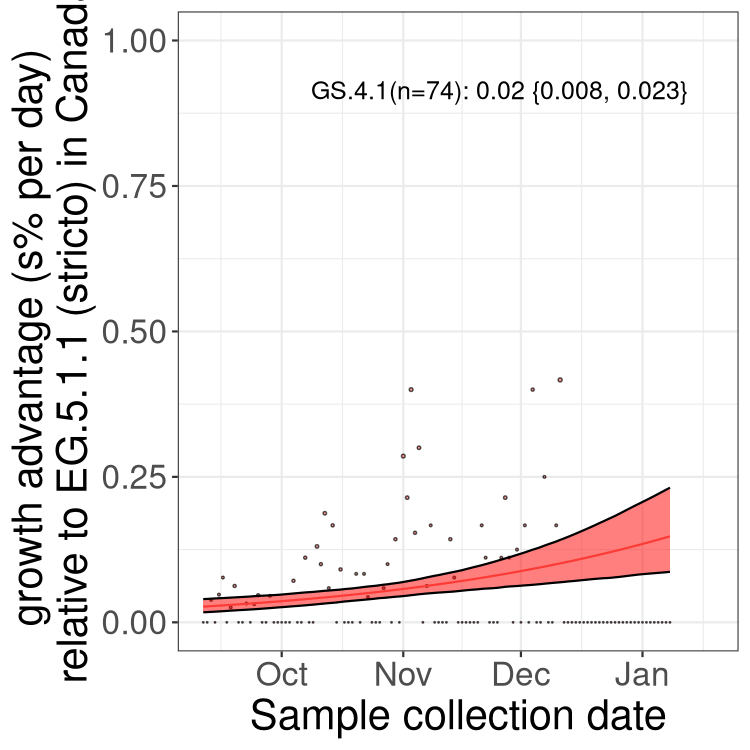 growth advantage (s% per day)
relative to EG.5.1.1 (stricto) in Canada
1.00
0.75
0.50
0.25
0.00
GS.4.1(n=74): 0.02 {0.008, 0.023}
Oct Nov Dec Jan
Sample collection date